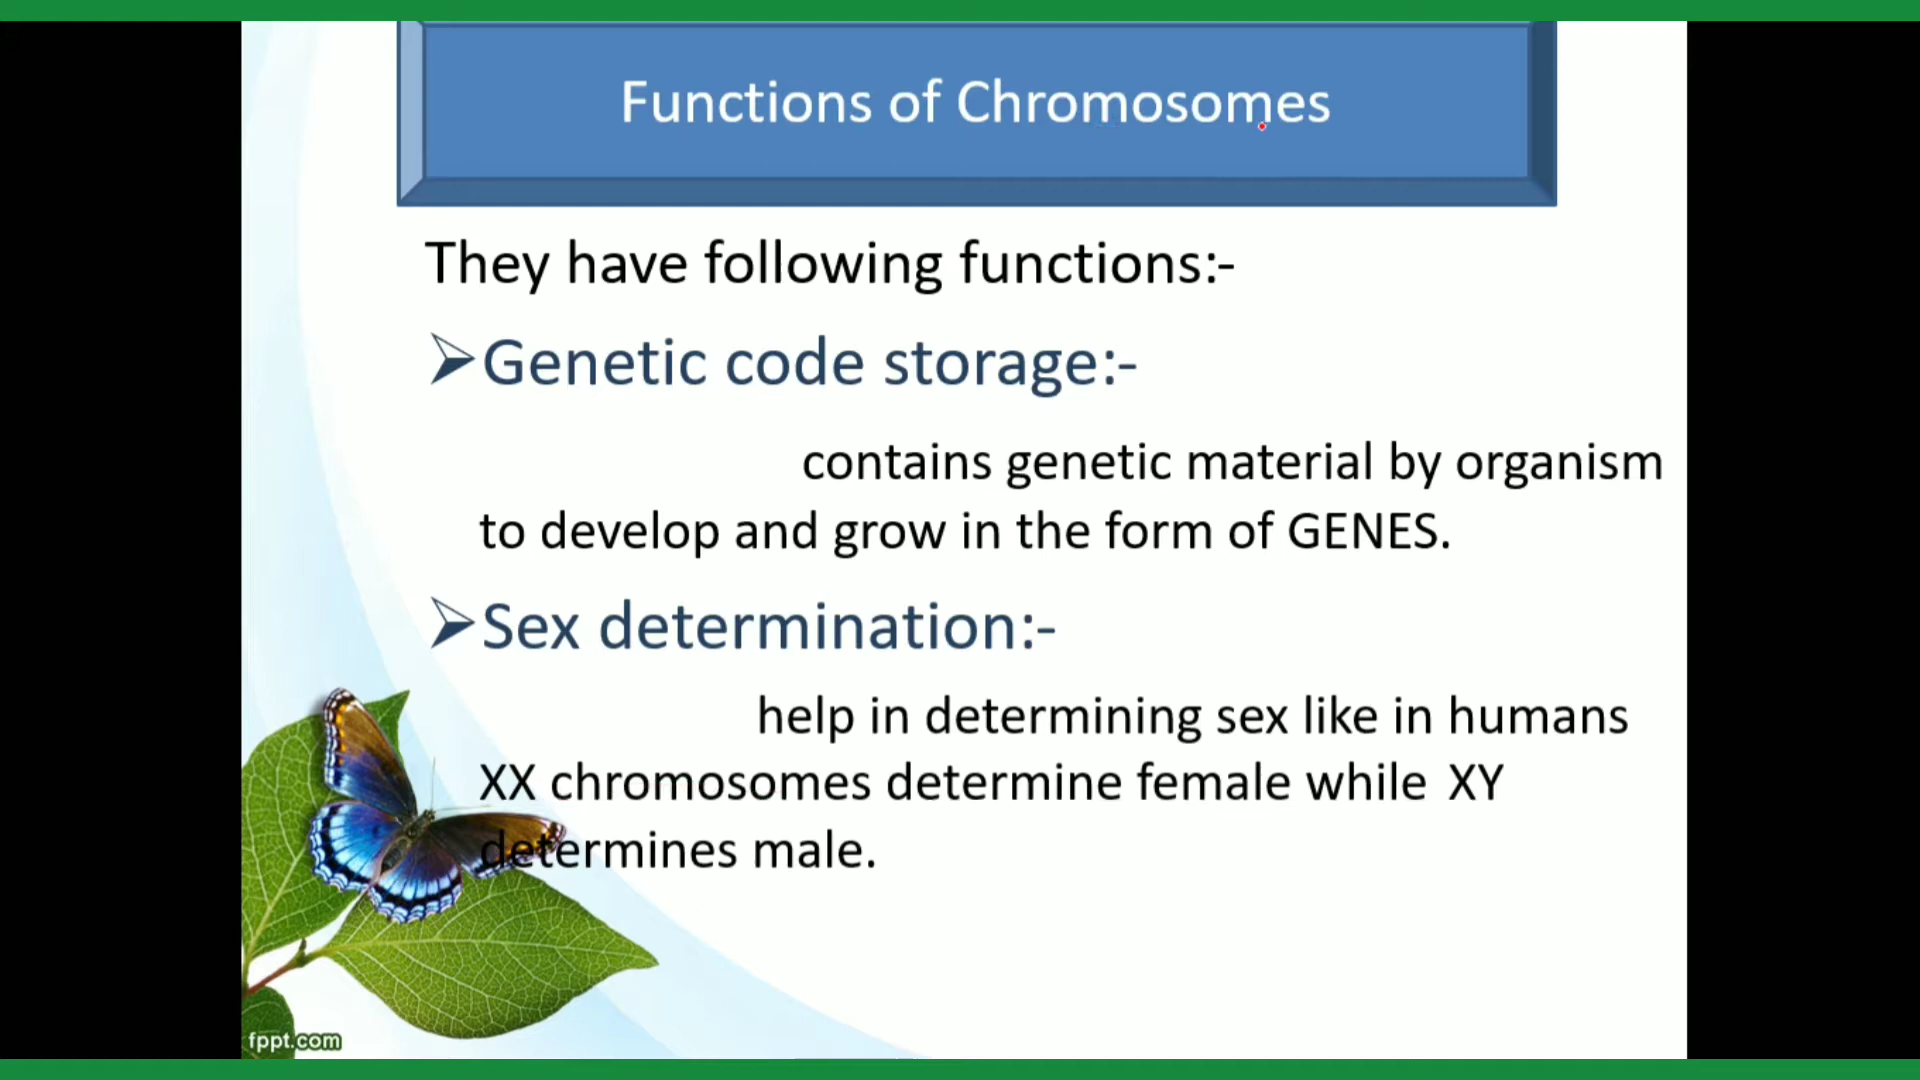 Functions of Chromosomes
They have following functions:-
➢Genetic code storage:-
contains genetic material by organism
to develop and grow in the form of GENES.
➢Sex determination:-
help in determining sex like in humans
XX chromosomes determine female while XY
determines male.
fppt.com